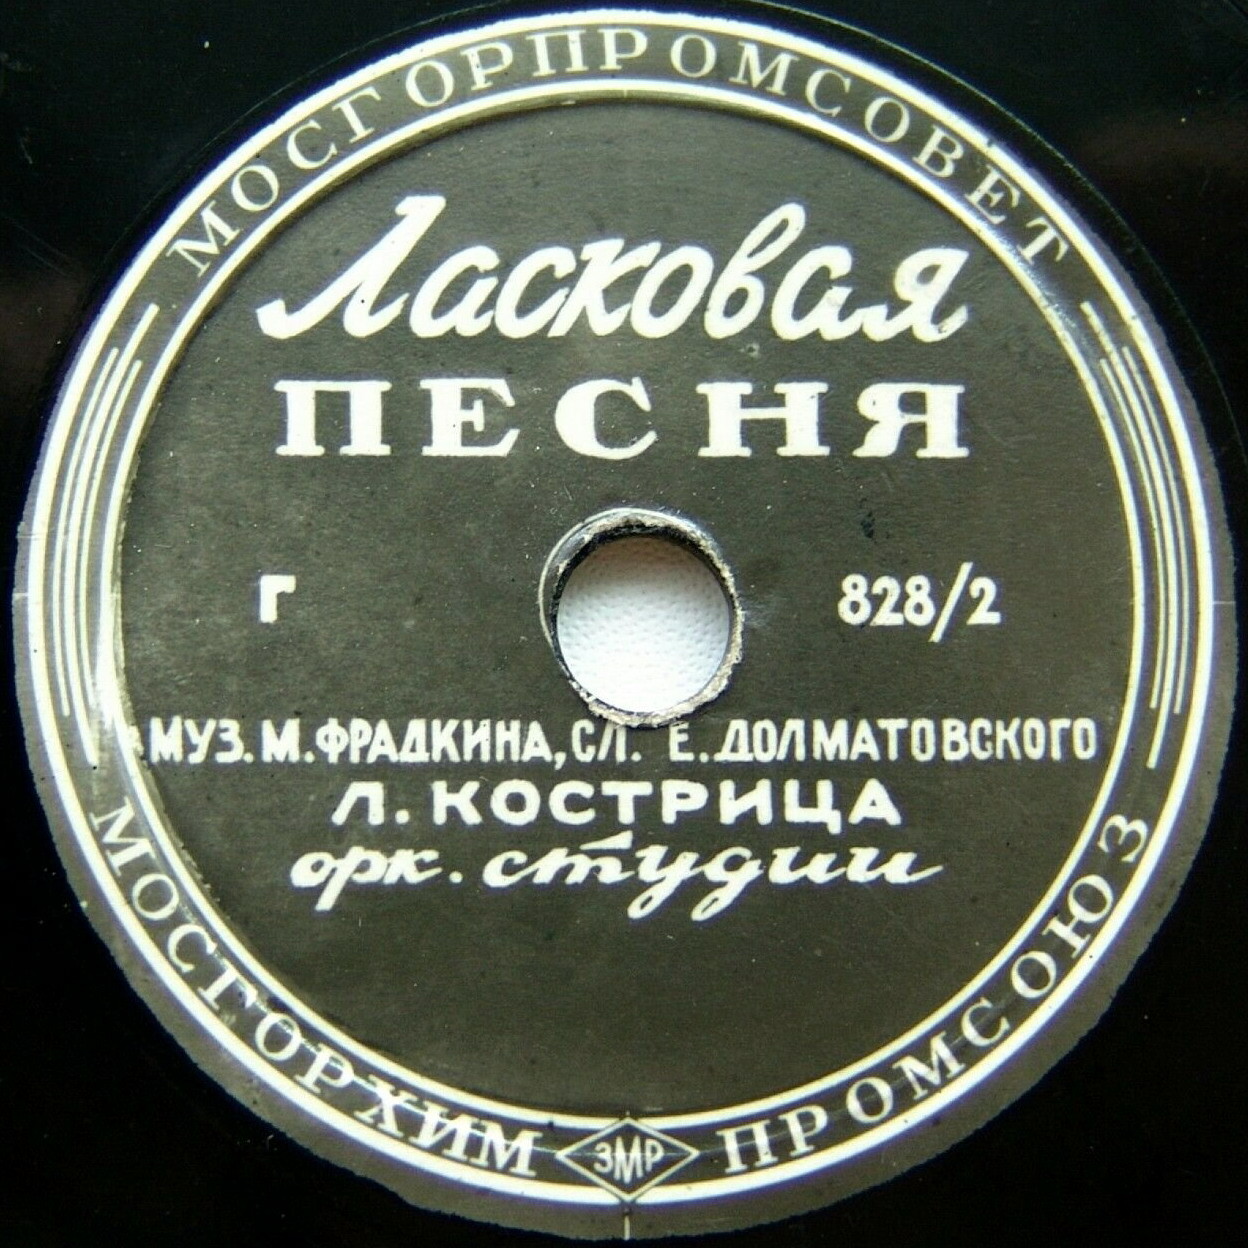 МОСГОРПРОМСОВЕТ
Ласковая
ПЕСНЯ
Г 828/2
МУЗ. М. ФРАДКИНА, СЛ. Е. ДОЛМАТОВСКОГО
Л. КОСТРИЦА
орк. студии
МОСГОРХИМ ЗМР ПРОМСОЮЗ